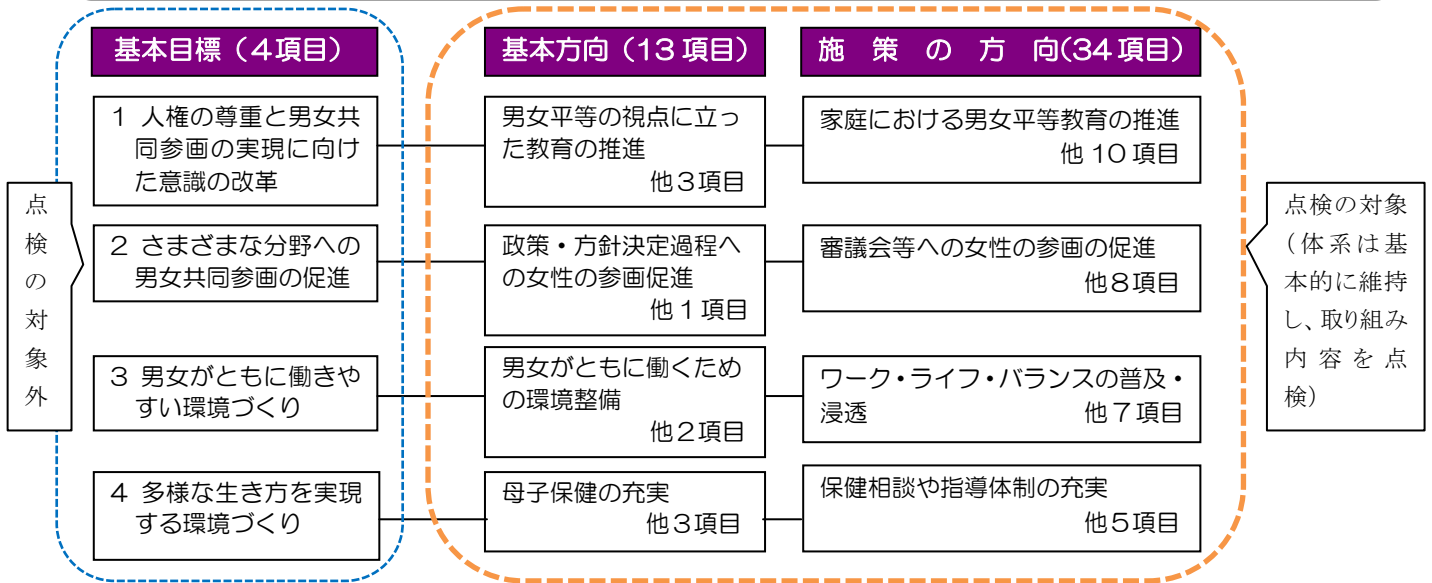 基本目標（4項目）
基本方向（13項目）
施策の方向(34項目)
点検の対象外
1 人権の尊重と男女共
同参画の実現に向け
た意識の改革
男女平等の視点に立っ
た教育の推進
他3項目
家庭における男女平等教育の推進
他10項目
2 さまざまな分野への
男女共同参画の促進
政策・方針決定過程へ
の女性の参画促進
他1項目
審議会等への女性の参画の促進
他8項目
3 男女がともに働きや
すい環境づくり
男女がともに働くため
の環境整備
他2項目
ワーク・ライフ・バランスの普及・
浸透 他7項目
4 多様な生き方を実現
する環境づくり
母子保健の充実
他3項目
保健相談や指導体制の充実
他5項目
点検の対象
（体系は基
本的に維持
し、取り組み
内容を点
検）